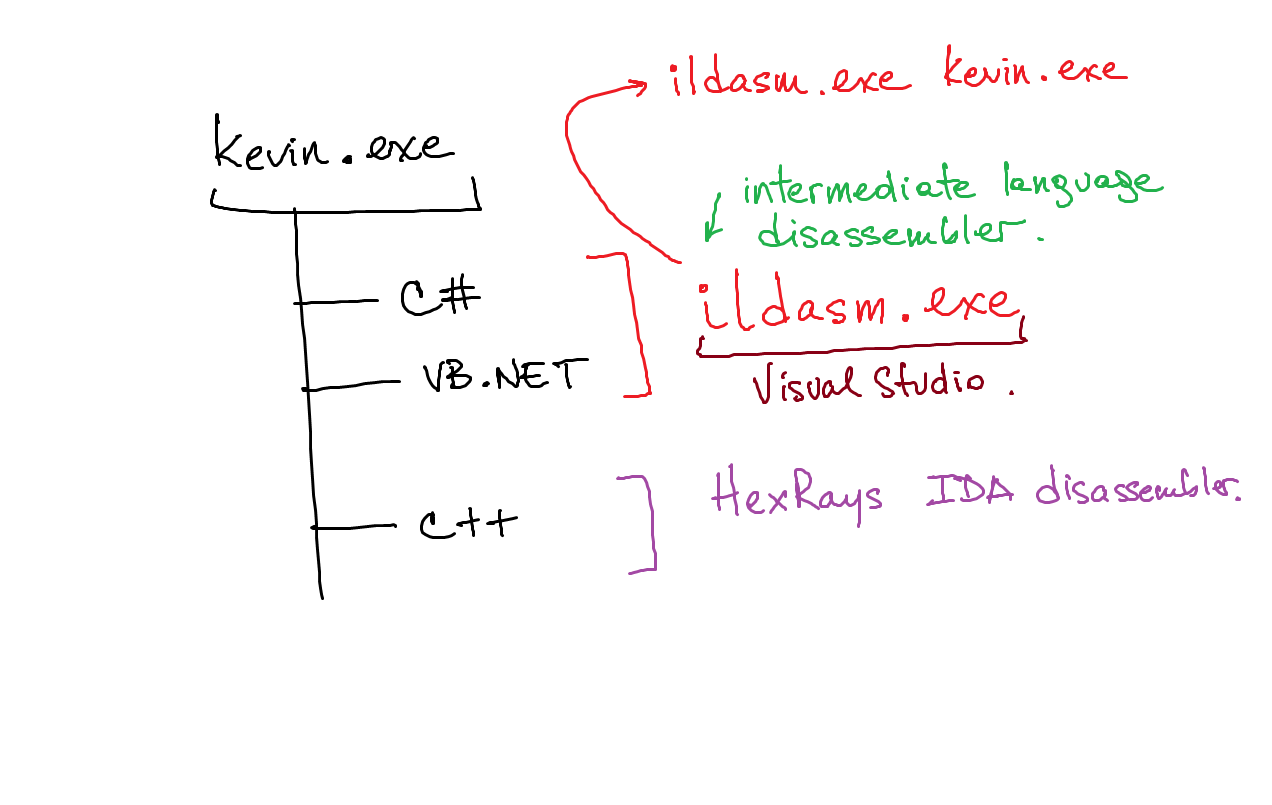 ildasm.exe kevin.exe
kevin.exe
intermediate language
disassembler.
C#
ildasm.exe
VB.NET
Visual Studio.
HexRays IDA disassembler.
C++